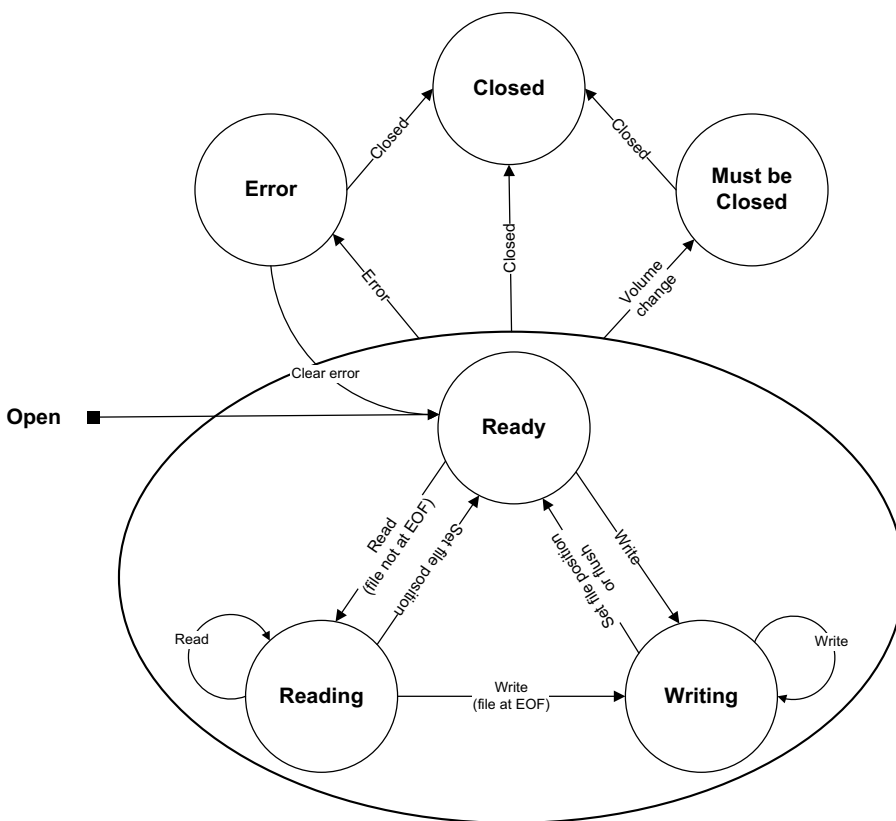 Closed
Closed
Closed
Error
Must be
Closed
Closed
Error
Volume
change
Clear error
Open
Ready
Read
(file not at EOF)
Set file position
Set file position
or flush
Write
Read
Reading
Write
(file at EOF)
Writing
Write